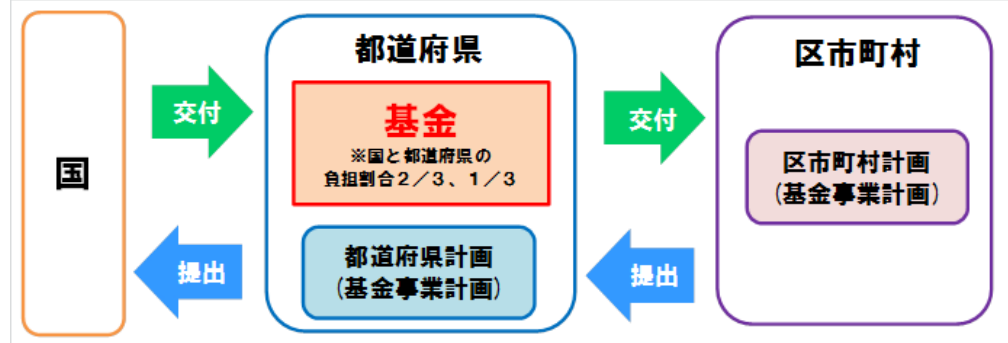 国
交付
提出
都道府県
基金
※国と都道府県の
負担割合2/3、1/3
都道府県計画
(基金事業計画)
交付
提出
区市町村
区市町村計画
(基金事業計画)